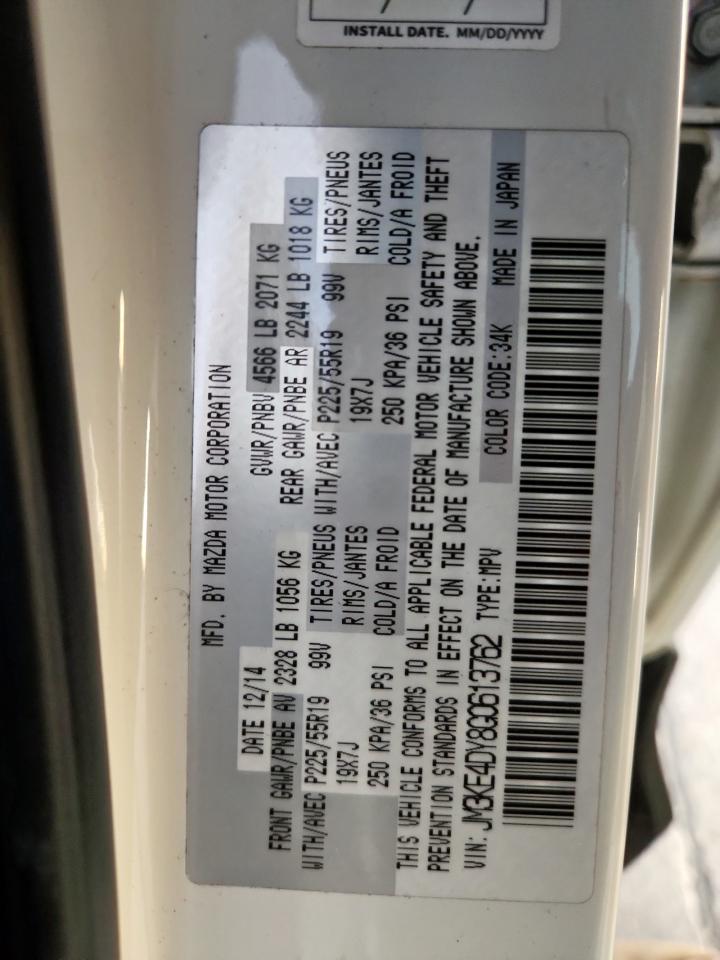 INSTALL DATE. MM/DD/YYYY
MFD. BY MAZDA MOTOR CORPORATION
DATE 12/14 GVWR/PNBV 4566 LB 2071 KG
FRONT GAWR/PNBE AV 2328 LB 1056 KG REAR GAWR/PNBE AR 2244 LB 1018 KG
WITH/AVEC P225/55R19 99V TIRES/PNEUS WITH/AVEC P225/55R19 99V TIRES/PNEUS
19X7J RIMS/JANTES 19X7J RIMS/JANTES
250 KPA/36 PSI COLD/A FROID 250 KPA/36 PSI COLD/A FROID
THIS VEHICLE CONFORMS TO ALL APPLICABLE FEDERAL MOTOR VEHICLE SAFETY AND THEFT
PREVENTION STANDARDS IN EFFECT ON THE DATE OF MANUFACTURE SHOWN ABOVE.
VIN: JM3KE4DY8G0613762 TYPE:MPV COLOR CODE:34K MADE IN JAPAN